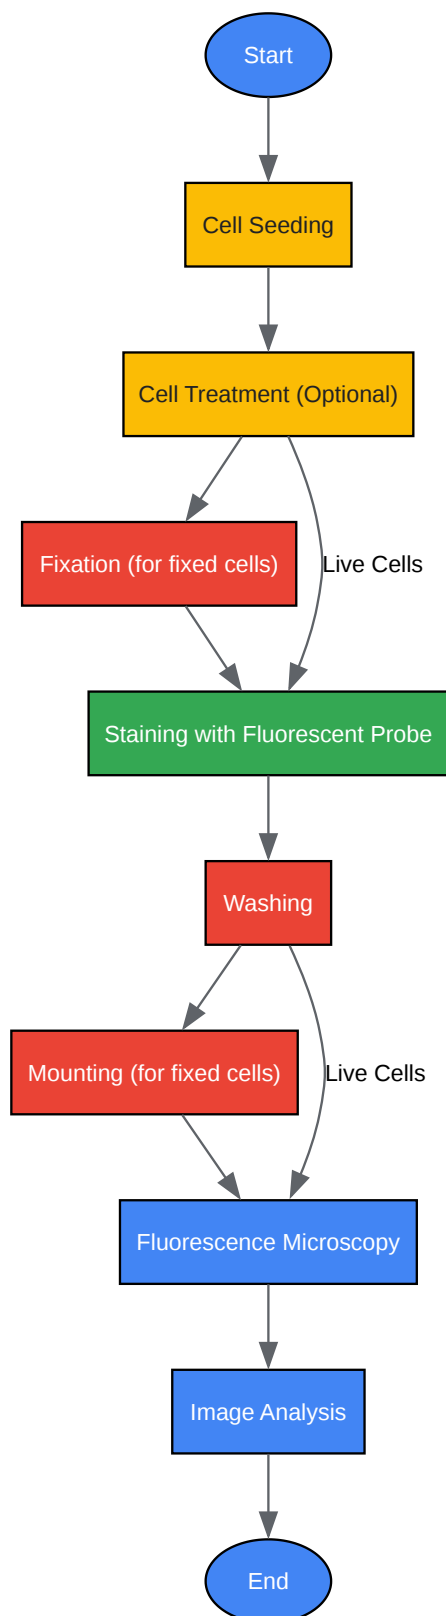 Start
Cell Seeding
Cell Treatment (Optional)
Fixation (for fixed cells)
Live Cells
Staining with Fluorescent Probe
Washing
Mounting (for fixed cells)
Live Cells
Fluorescence Microscopy
Image Analysis
End